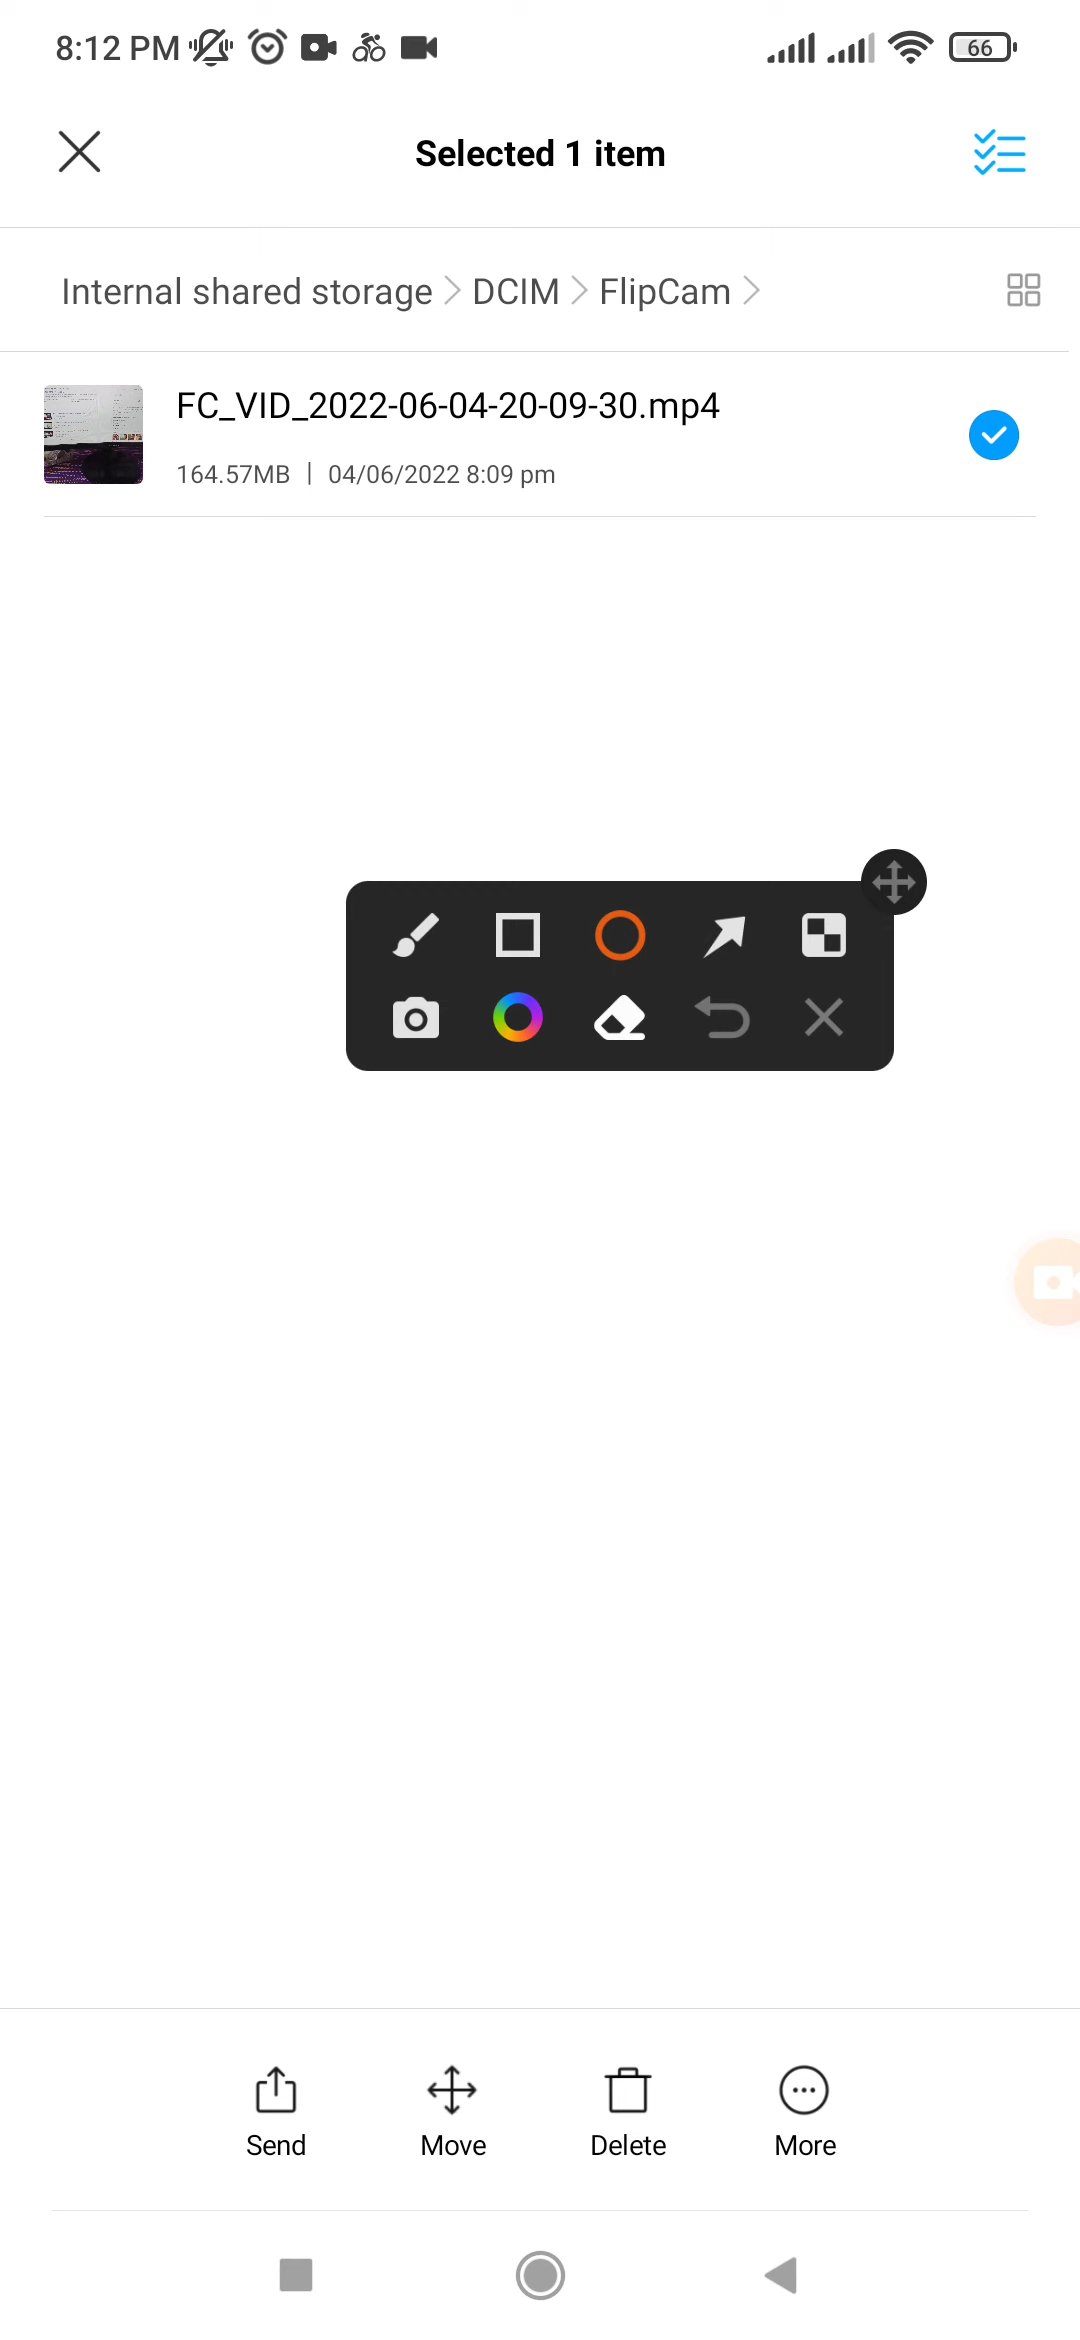 8:12 PM
66
Selected 1 item
Internal shared storage > DCIM > FlipCam >
FC_VID_2022-06-04-20-09-30.mp4
164.57MB | 04/06/2022 8:09 pm
Send Move Delete More